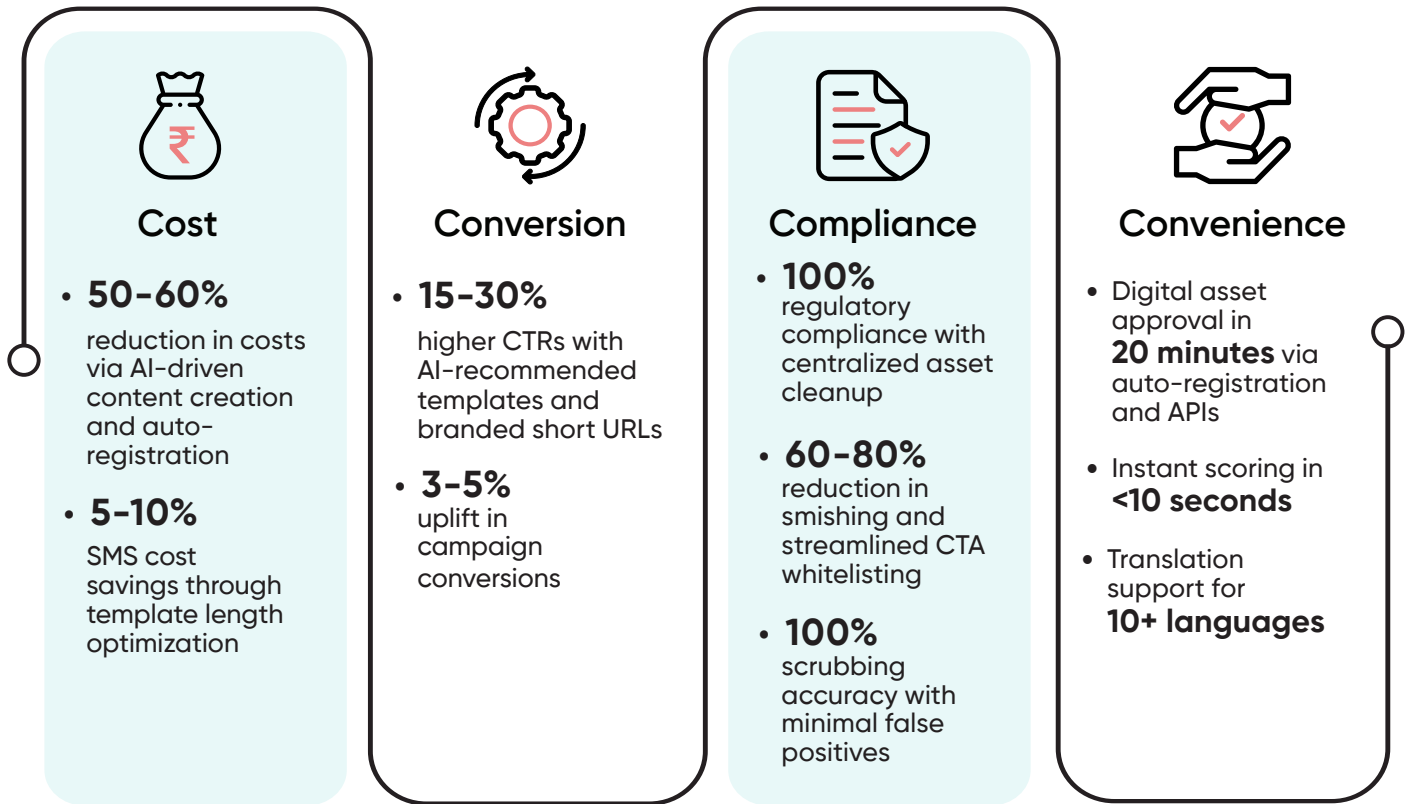 ₹
Cost
• 50-60%
reduction in costs
via AI-driven
content creation
and auto-
registration
• 5-10%
SMS cost
savings through
template length
optimization
Conversion
• 15-30%
higher CTRs with
AI-recommended
templates and
branded short URLs
• 3-5%
uplift in
campaign
conversions
Compliance
• 100%
regulatory
compliance with
centralized asset
cleanup
• 60-80%
reduction in
smishing and
streamlined CTA
whitelisting
• 100%
scrubbing
accuracy with
minimal false
positives
Convenience
• Digital asset
approval in
20 minutes via
auto-registration
and APIs
• Instant scoring in
<10 seconds
• Translation
support for
10+ languages